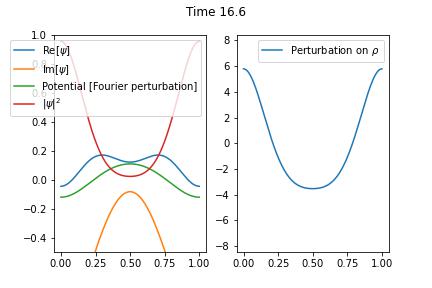 Time 16.6
Re[ψ]
Im[ψ]
Potential [Fourier perturbation]
|ψ|²
1.0
0.8
0.6
0.4
0.2
0.0
−0.2
−0.4
0.00 0.25 0.50 0.75 1.00
Perturbation on ρ
8
6
4
2
0
−2
−4
−6
−8
0.00 0.25 0.50 0.75 1.00